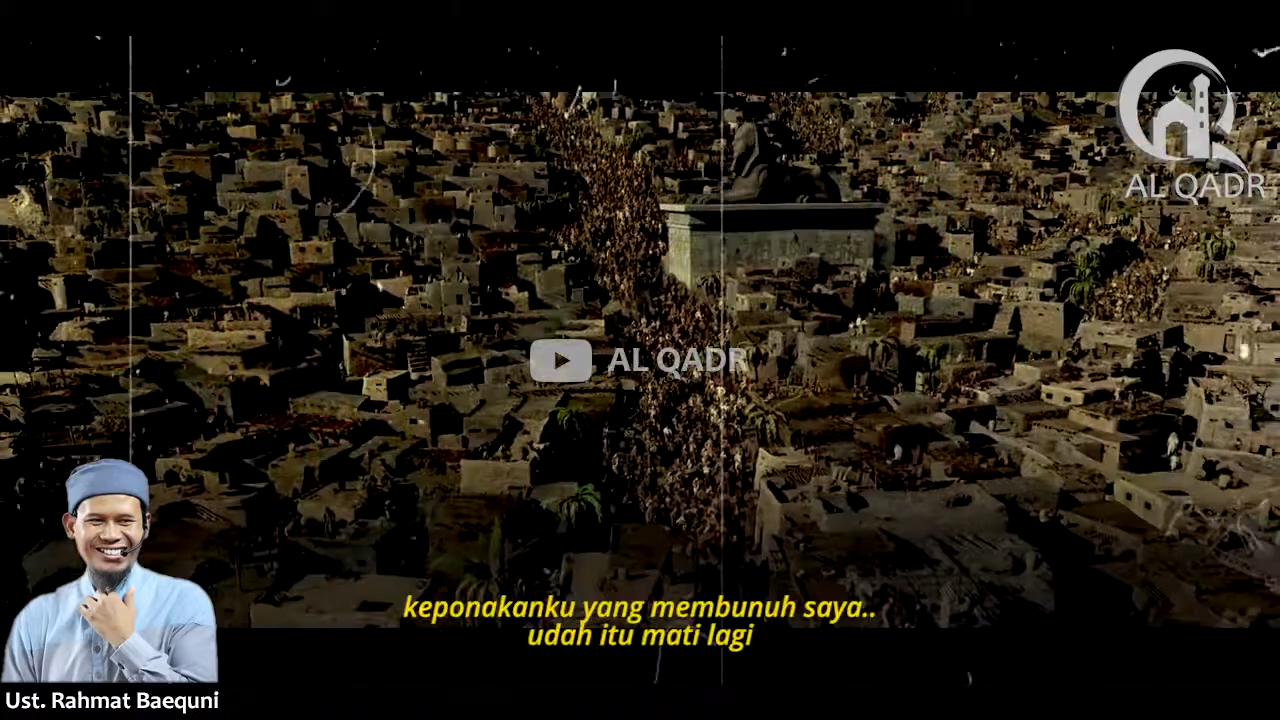 AL QADR
AL QADR
keponakanku yang membunuh saya..
udah itu mati lagi
Ust. Rahmat Baequni